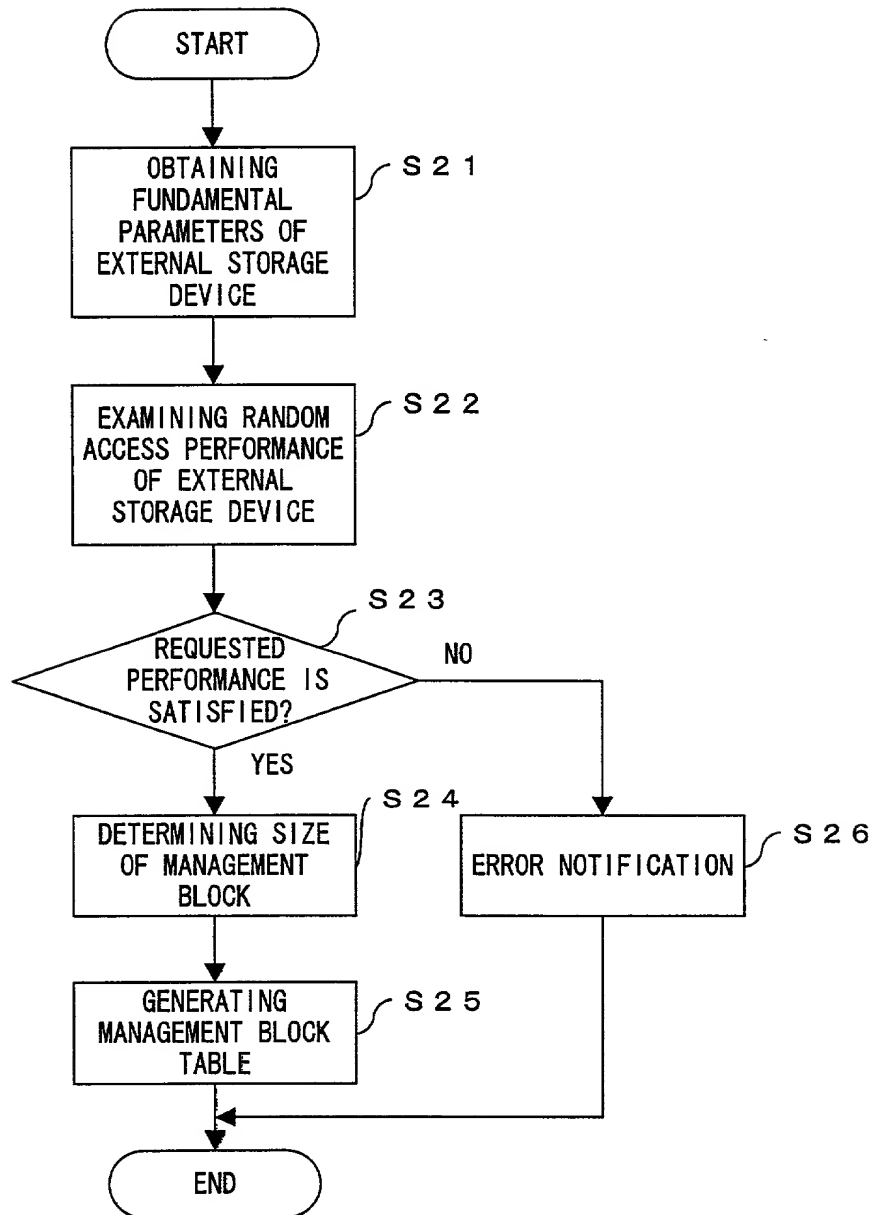 START
OBTAINING
FUNDAMENTAL
PARAMETERS OF
EXTERNAL STORAGE
DEVICE
S21
EXAMINING RANDOM
ACCESS PERFORMANCE
OF EXTERNAL
STORAGE DEVICE
S22
S23
REQUESTED
PERFORMANCE IS
SATISFIED?
NO
YES
DETERMINING SIZE
OF MANAGEMENT
BLOCK
S24
ERROR NOTIFICATION
S26
GENERATING
MANAGEMENT BLOCK
TABLE
S25
END